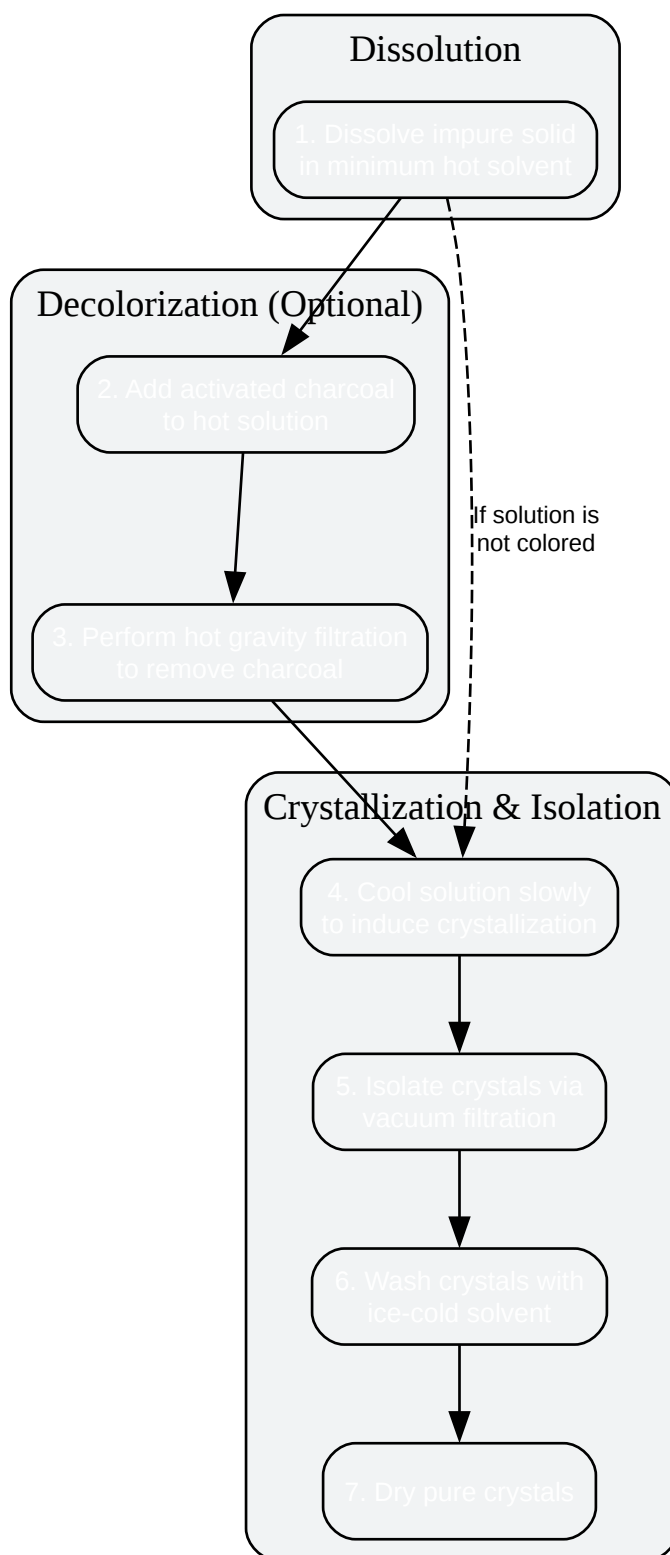 Dissolution
1. Dissolve impure solid
in minimum hot solvent
Decolorization (Optional)
2. Add activated charcoal
to hot solution
If solution is
not colored
3. Perform hot gravity filtration
to remove charcoal
Crystallization & Isolation
4. Cool solution slowly
to induce crystallization
5. Isolate crystals via
vacuum filtration
6. Wash crystals with
ice-cold solvent
7. Dry pure crystals